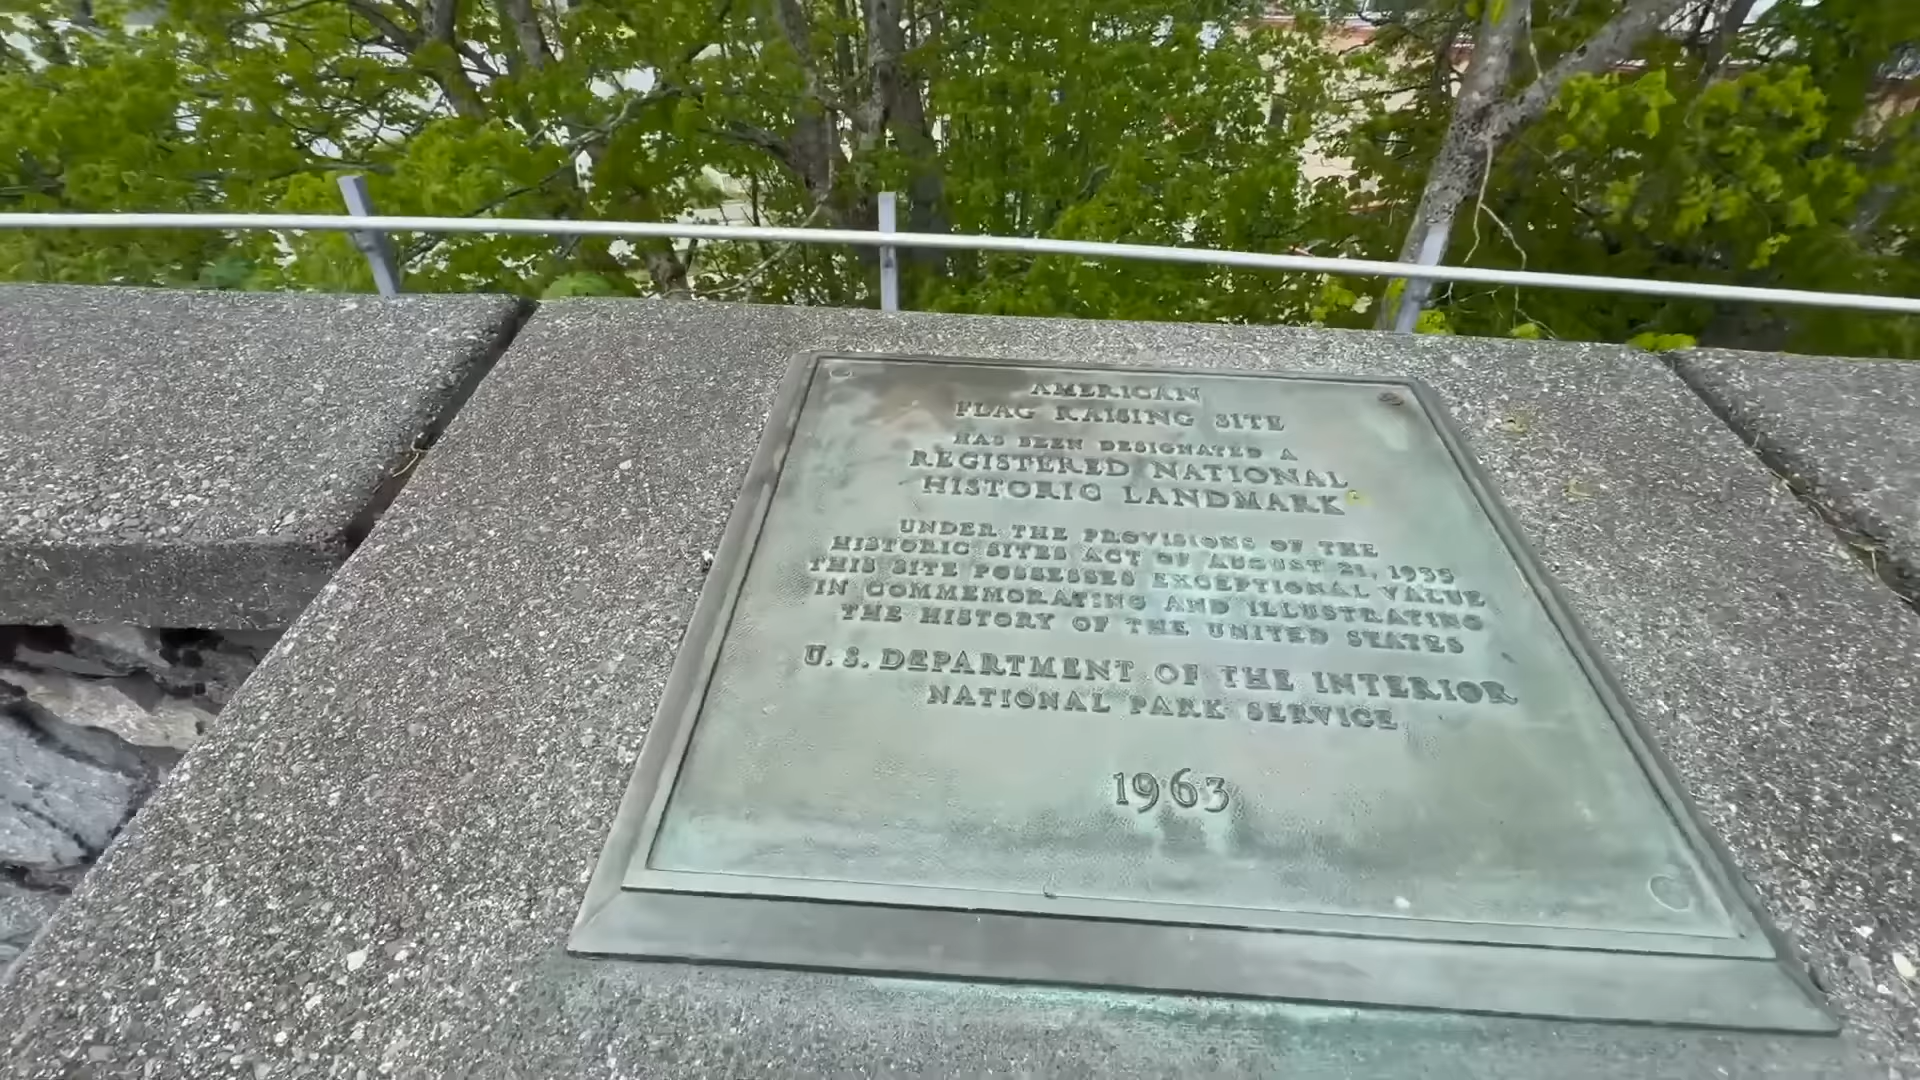 AMERICAN
FLAG RAISING SITE
HAS BEEN DESIGNATED A
REGISTERED NATIONAL
HISTORIC LANDMARK
UNDER THE PROVISIONS OF THE
HISTORIC SITES ACT OF AUGUST 21, 1935
THIS SITE POSSESSES EXCEPTIONAL VALUE
IN COMMEMORATING AND ILLUSTRATING
THE HISTORY OF THE UNITED STATES
U. S. DEPARTMENT OF THE INTERIOR
NATIONAL PARK SERVICE
1963